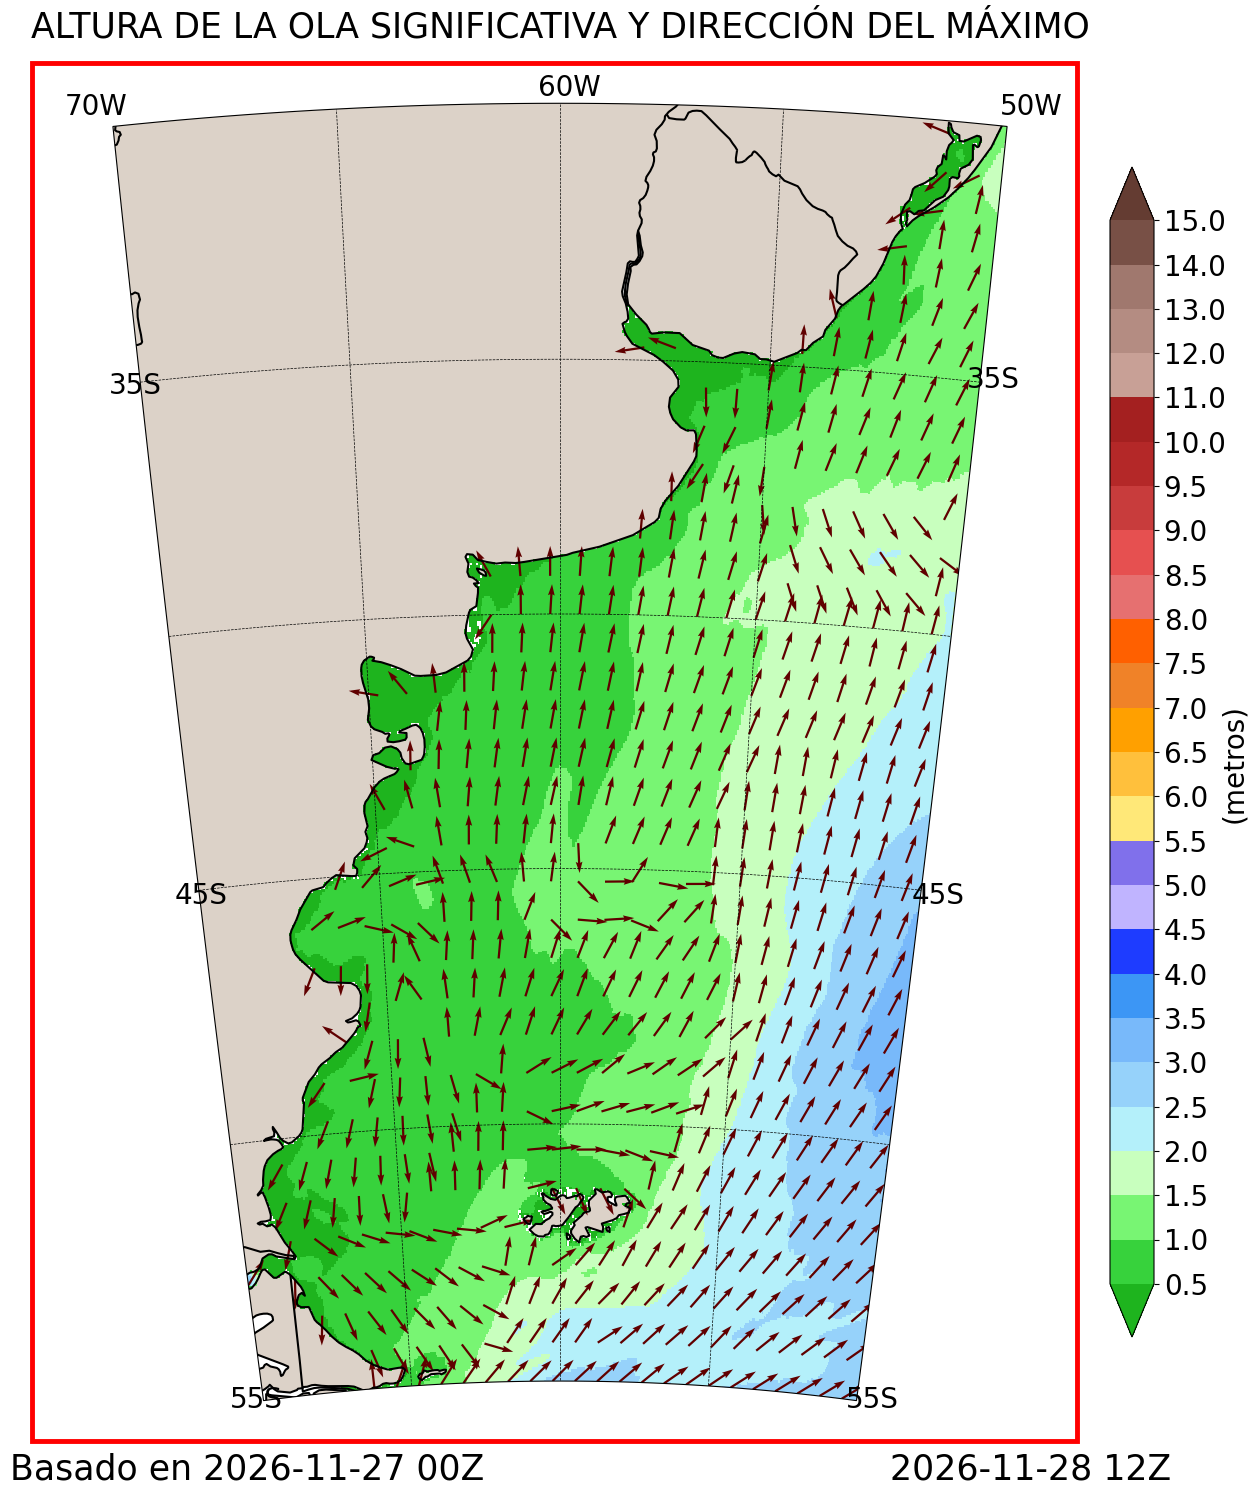 ALTURA DE LA OLA SIGNIFICATIVA Y DIRECCIÓN DEL MÁXIMO
70W
60W
50W
35S
35S
45S
45S
55S
55S
15.0
14.0
13.0
12.0
11.0
10.0
9.5
9.0
8.5
8.0
7.5
7.0
6.5
6.0
5.5
5.0
4.5
4.0
3.5
3.0
2.5
2.0
1.5
1.0
0.5
(metros)
Basado en 2026-11-27 00Z
2026-11-28 12Z